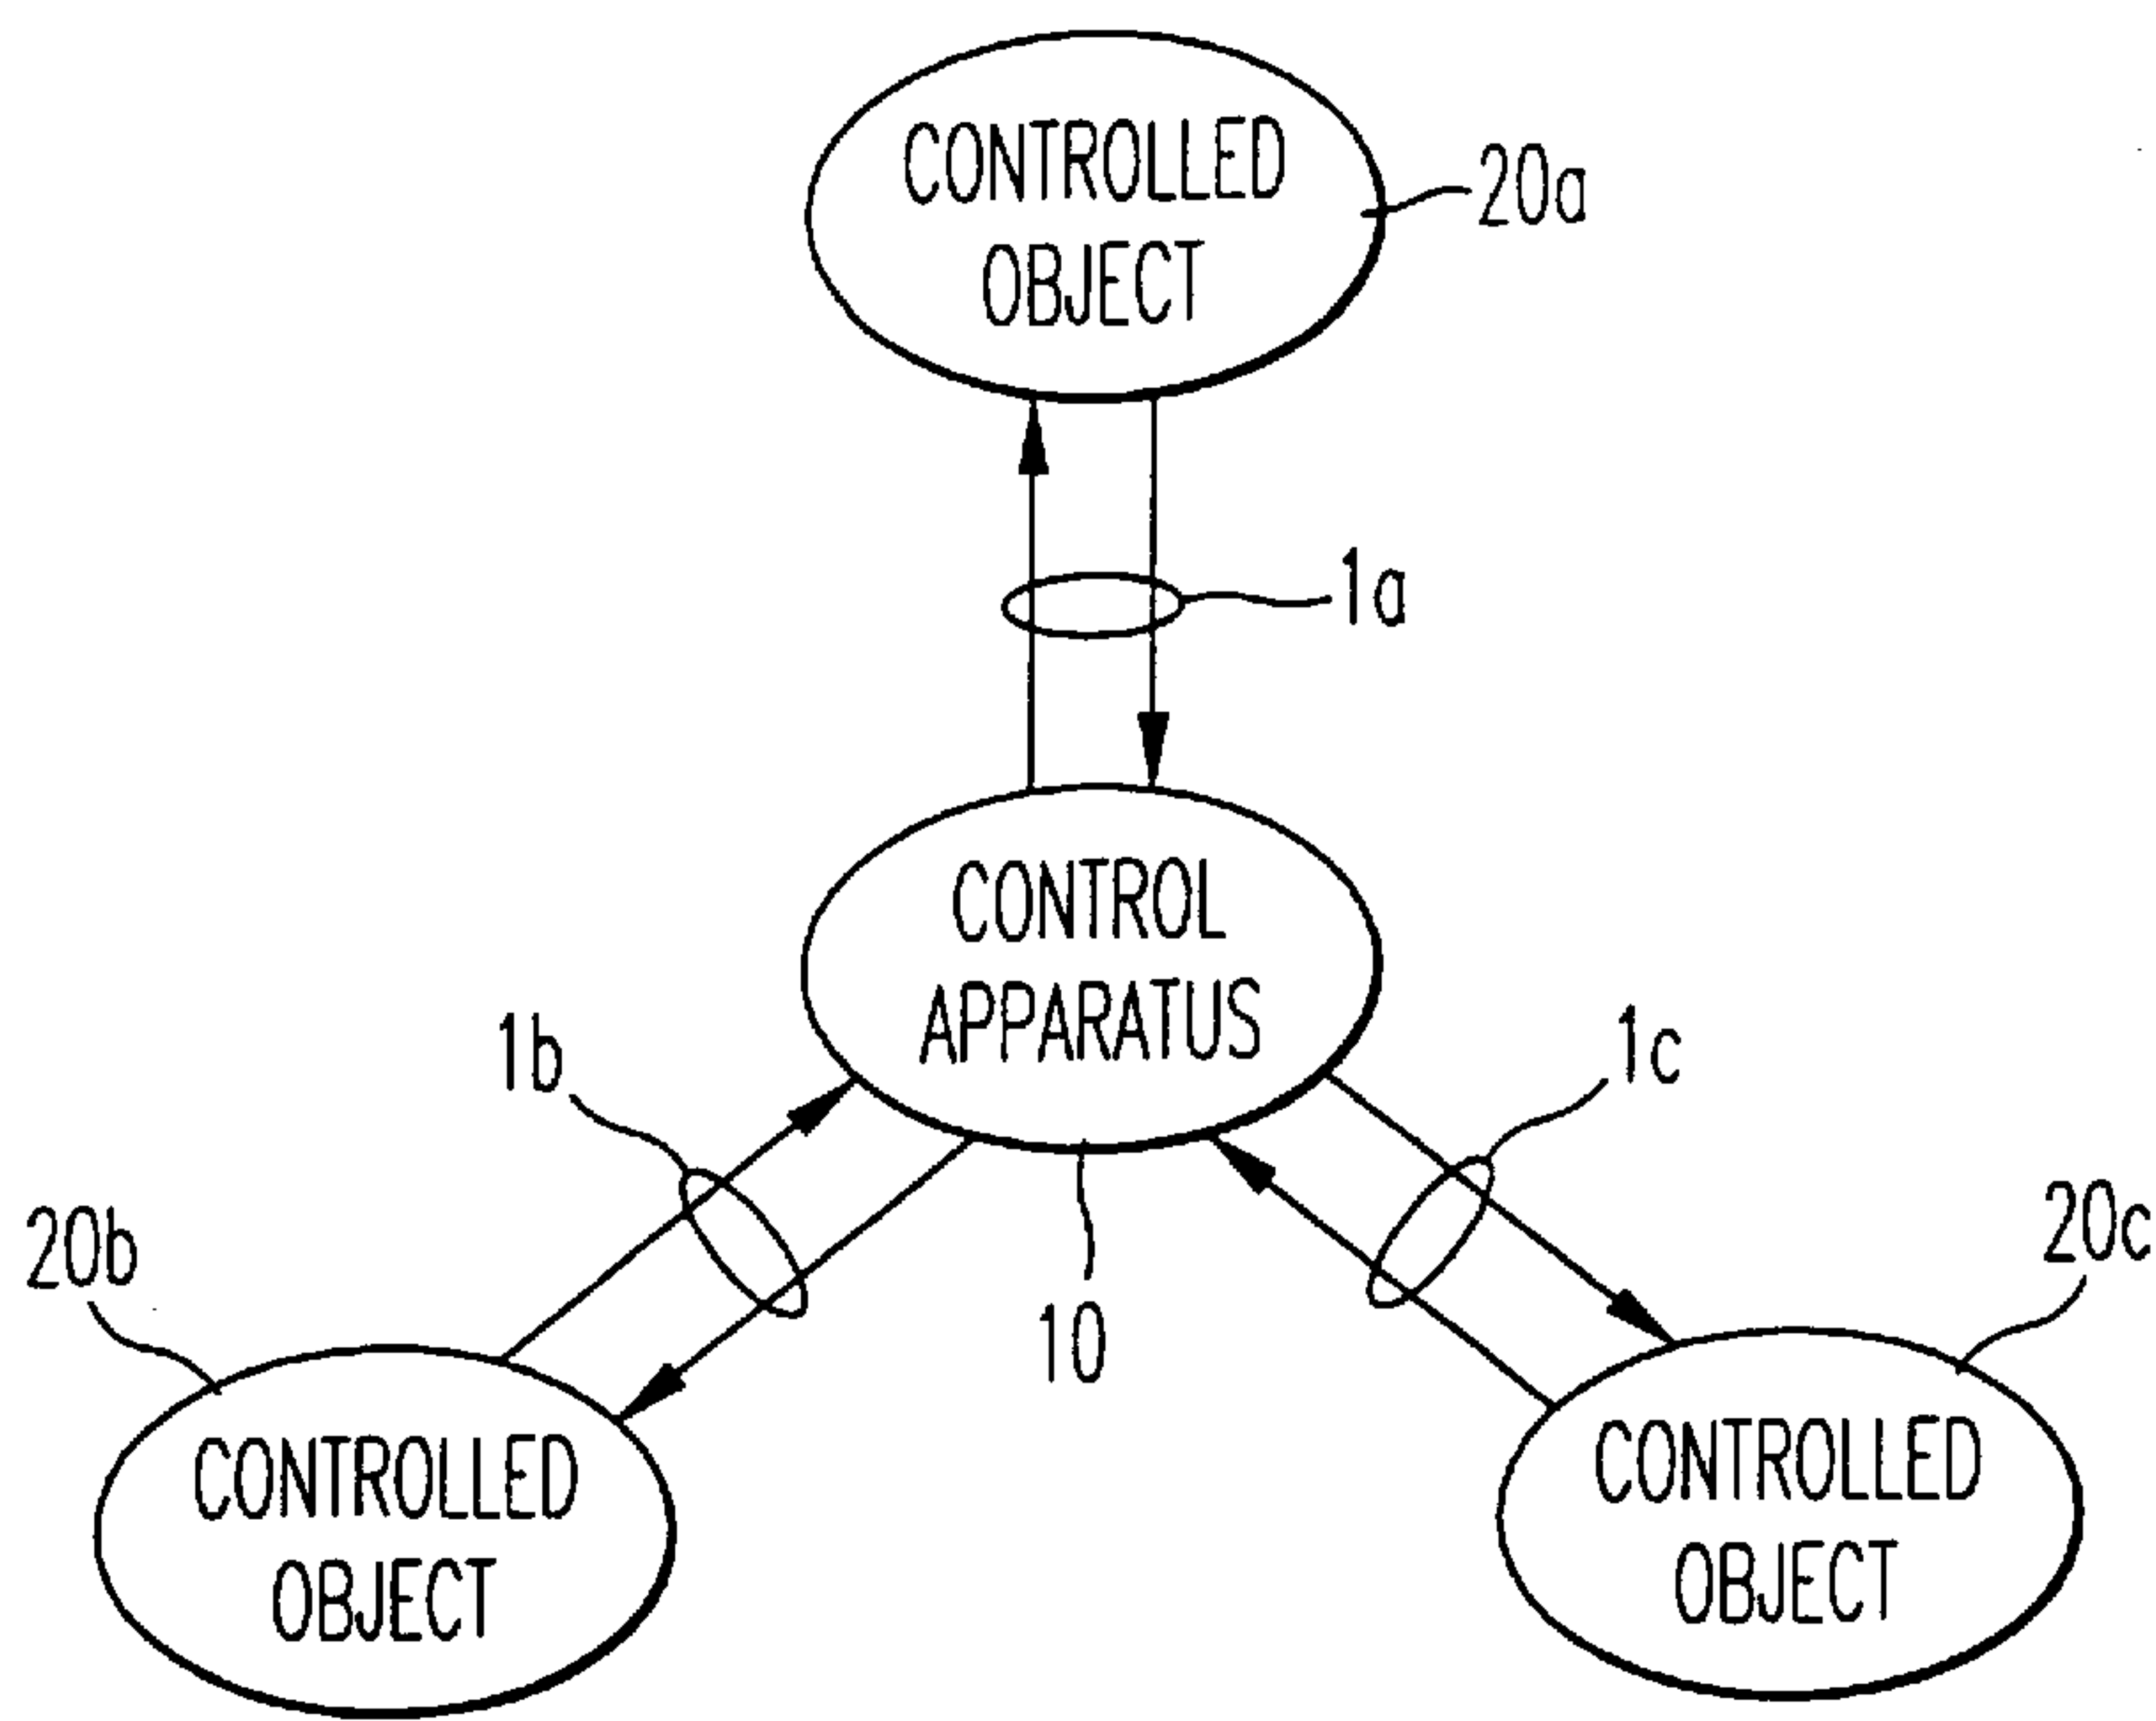 CONTROLLED
OBJECT
20a
1a
CONTROL
APPARATUS
1b
1c
20b
10
20c
CONTROLLED
OBJECT
CONTROLLED
OBJECT